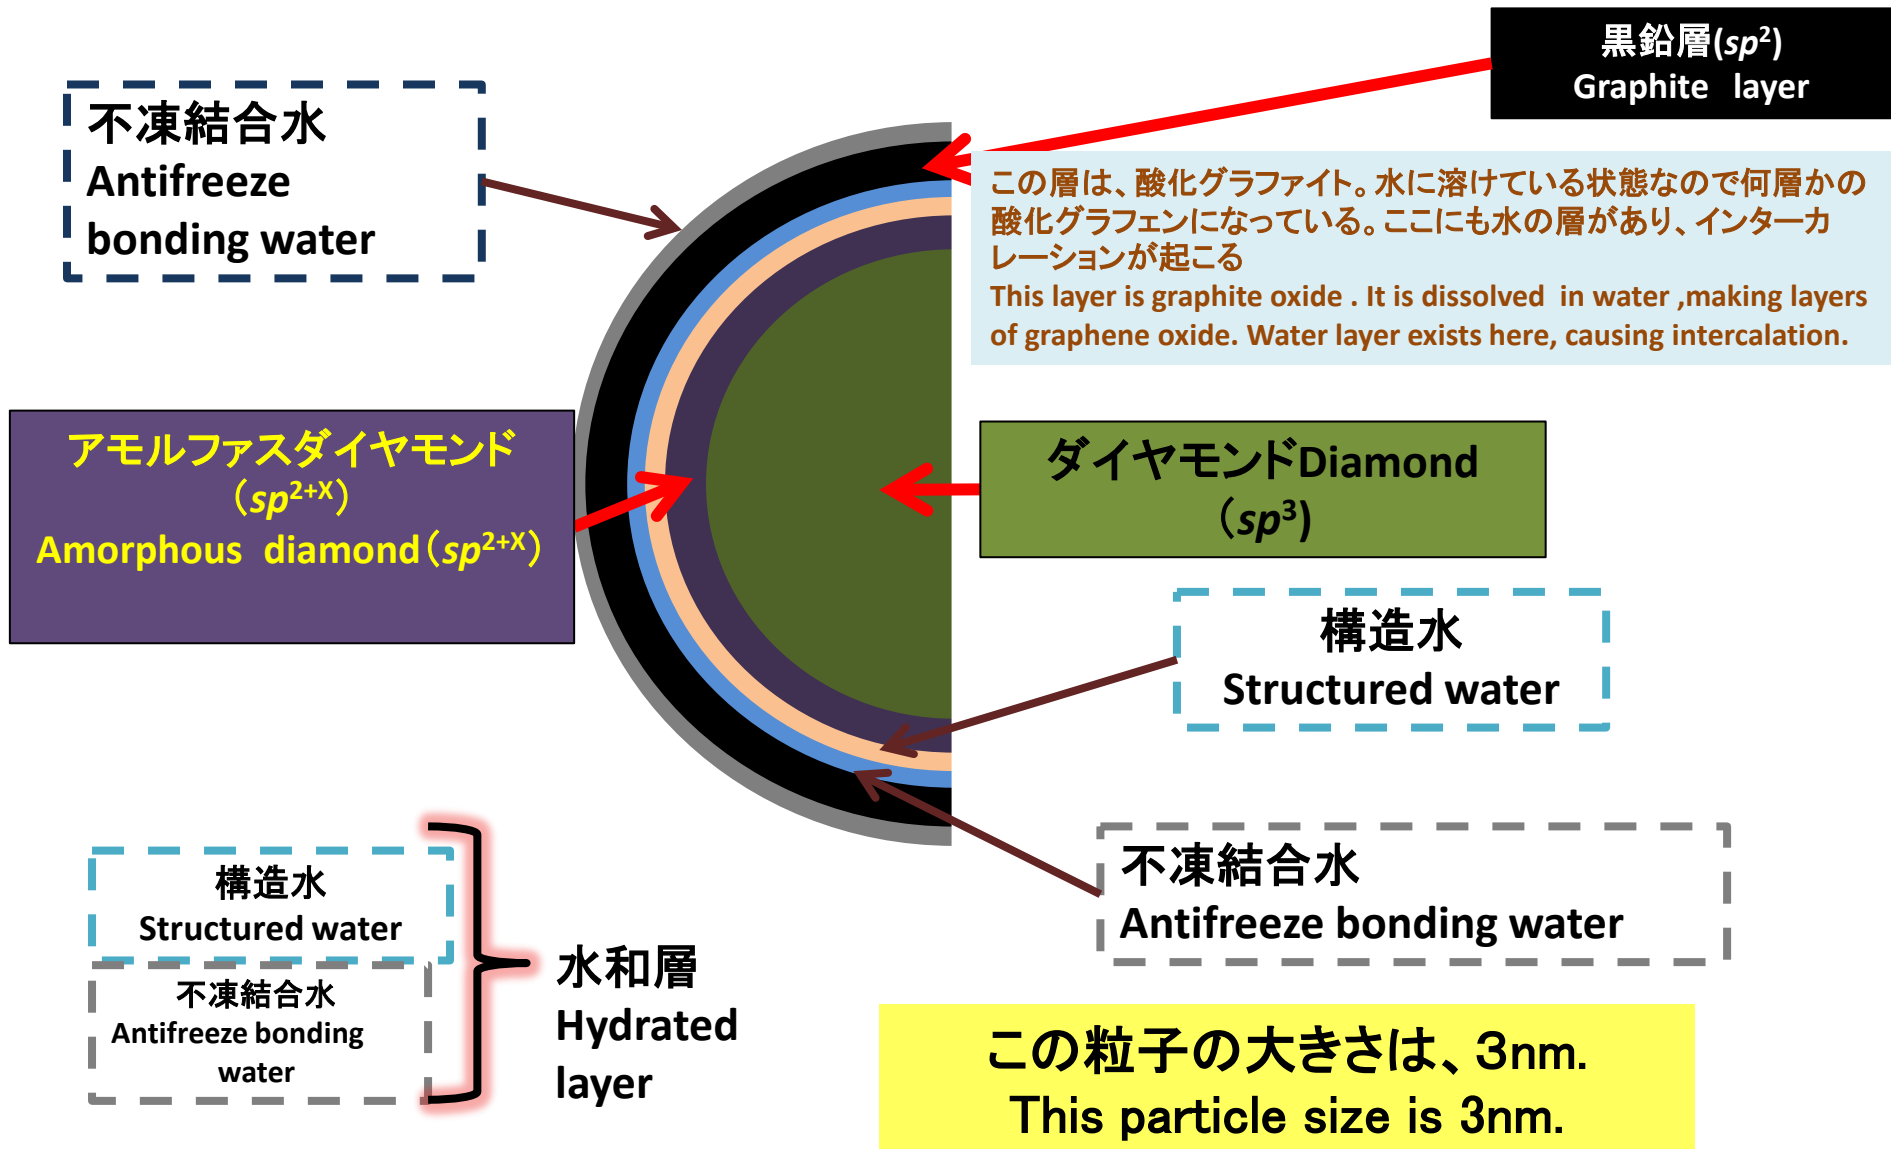 黒鉛層(sp²)
Graphite layer
不凍結合水
Antifreeze
bonding water
この層は、酸化グラファイト。水に溶けている状態なので何層かの
酸化グラフェンになっている。ここにも水の層があり、インターカ
レーションが起こる
This layer is graphite oxide . It is dissolved in water ,making layers
of graphene oxide. Water layer exists here, causing intercalation.
アモルファスダイヤモンド
（sp²⁺ˣ）
Amorphous diamond（sp²⁺ˣ）
ダイヤモンドDiamond
（sp³)
構造水
Structured water
不凍結合水
Antifreeze bonding water
構造水
Structured water
不凍結合水
Antifreeze bonding
water
水和層
Hydrated
layer
この粒子の大きさは、3nm.
This particle size is 3nm.